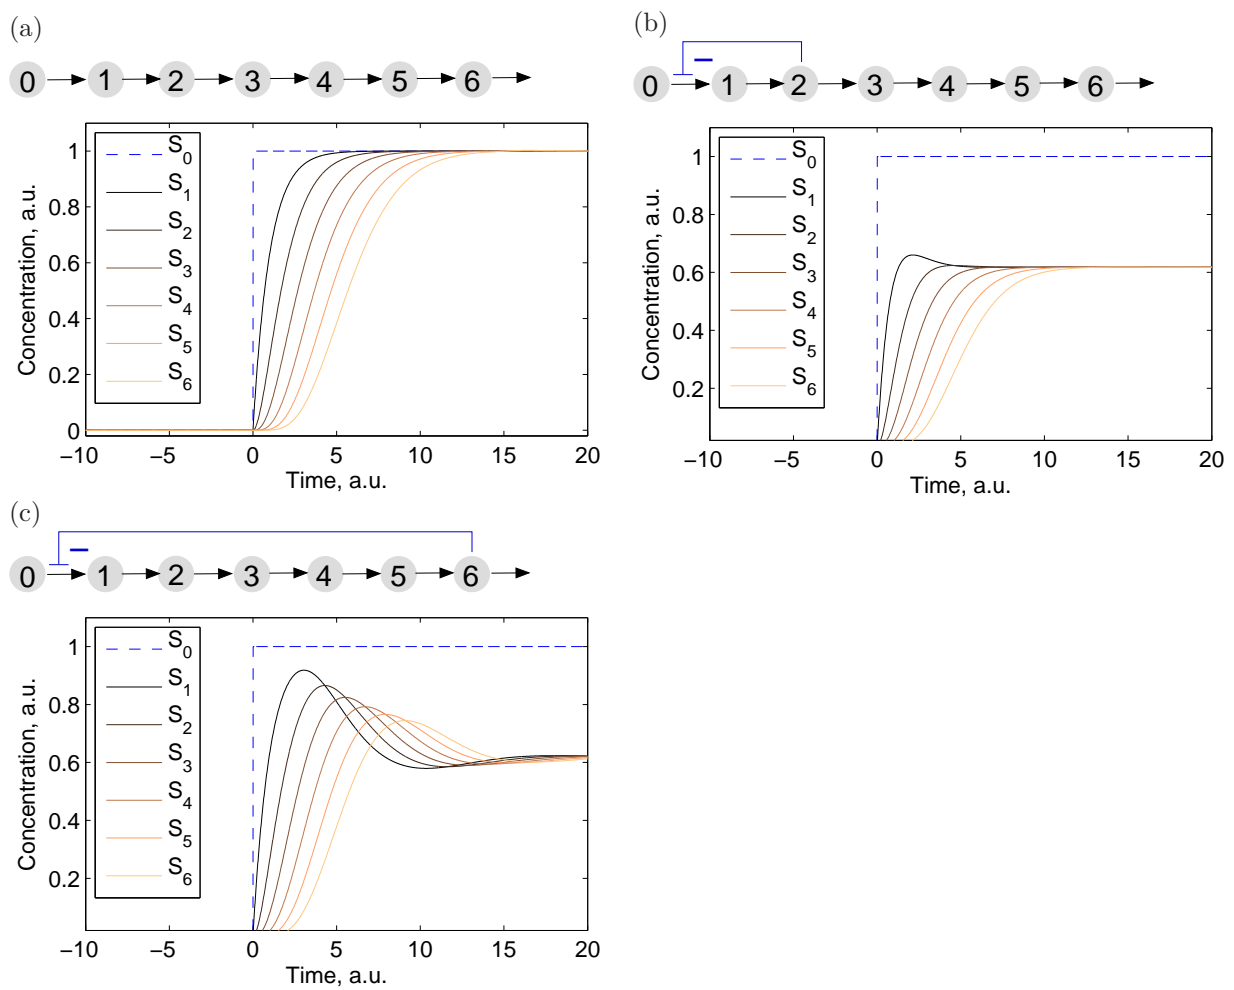 (a)
0 1 2 3 4 5 6
S0
S1
S2
S3
S4
S5
S6
1
0.8
0.6
0.4
0.2
0
Concentration, a.u.
−10 −5 0 5 10 15 20
Time, a.u.
(b)
−
0 1 2 3 4 5 6
S0
S1
S2
S3
S4
S5
S6
1
0.8
0.6
0.4
0.2
Concentration, a.u.
−10 −5 0 5 10 15 20
Time, a.u.
(c)
−
0 1 2 3 4 5 6
S0
S1
S2
S3
S4
S5
S6
1
0.8
0.6
0.4
0.2
Concentration, a.u.
−10 −5 0 5 10 15 20
Time, a.u.